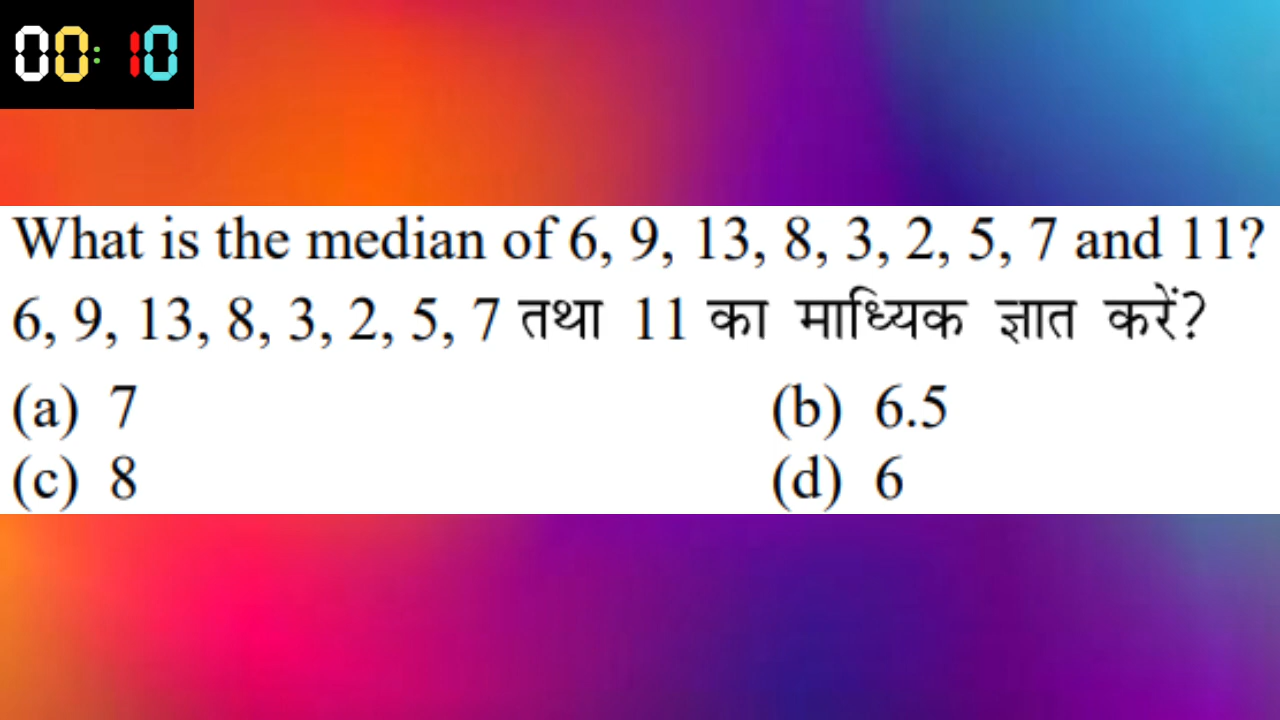 00:10
What is the median of 6, 9, 13, 8, 3, 2, 5, 7 and 11?
6, 9, 13, 8, 3, 2, 5, 7 तथा 11 का माध्यिक ज्ञात करें?
(a) 7 (b) 6.5
(c) 8 (d) 6